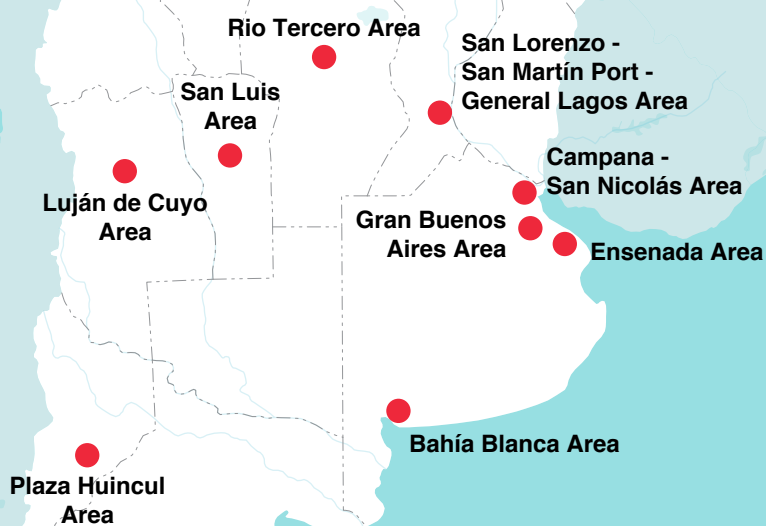 Rio Tercero Area
San Lorenzo -
San Martín Port -
General Lagos Area
San Luis
Area
Campana -
San Nicolás Area
Luján de Cuyo
Area
Gran Buenos
Aires Area
Ensenada Area
Bahía Blanca Area
Plaza Huincul
Area